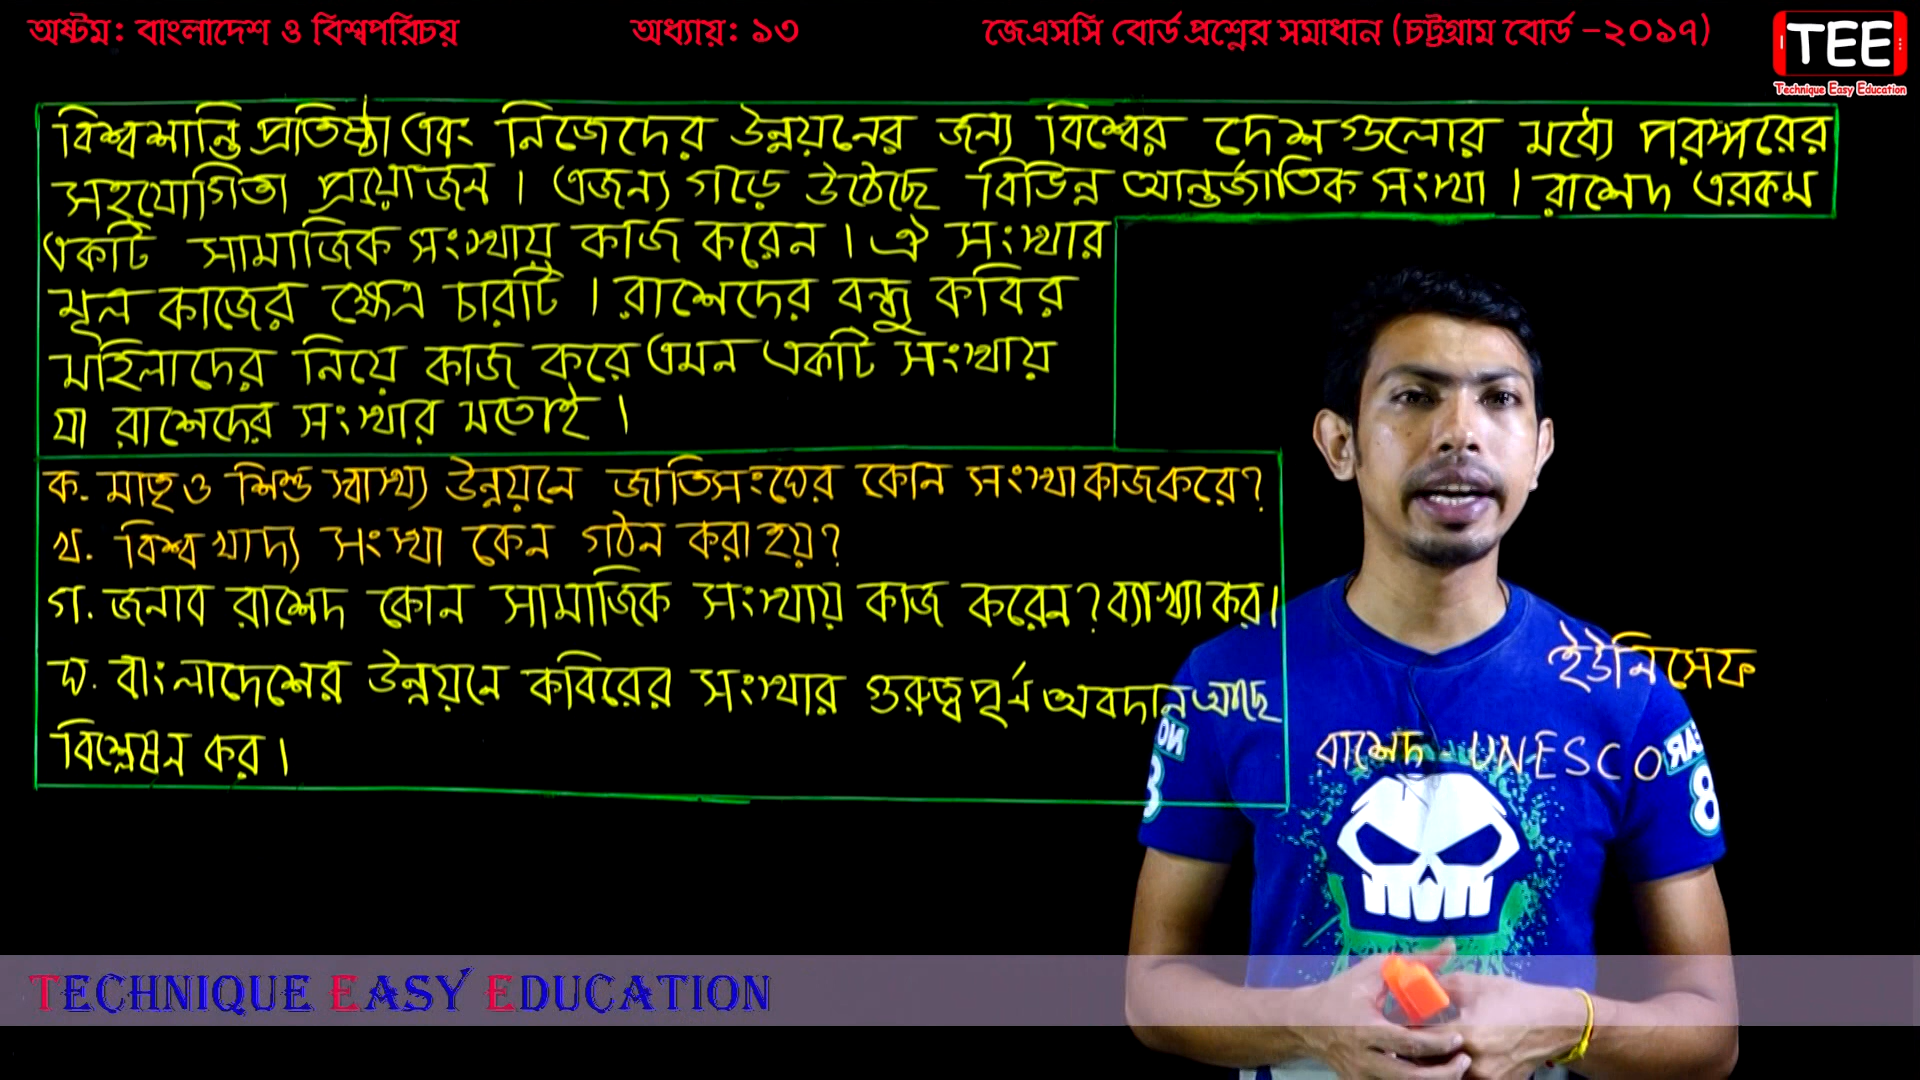 অষ্টম: বাংলাদেশ ও বিশ্বপরিচয় অধ্যায়: ১৩ জেএসসি বোর্ড প্রশ্নের সমাধান (চট্টগ্রাম বোর্ড -২০১৭)
TEE
Technique Easy Education
বিশ্বশান্তি প্রতিষ্ঠা এবং নিজেদের উন্নয়নের জন্য বিশ্বের দেশগুলোর মধ্যে পরস্পরের
সহযোগিতা প্রয়োজন । এজন্য গড়ে উঠেছে বিভিন্ন আন্তর্জাতিক সংস্থা । রাশেদ এরকম
একটি সামাজিক সংস্থায় কাজ করেন । ঐ সংস্থার
মূল কাজের ক্ষেত্র চারটি । রাশেদের বন্ধু কবির
মহিলাদের নিয়ে কাজ করে এমন একটি সংস্থায়
যা রাশেদের সংস্থার মতোই ।
ক. মাতৃ ও শিশু স্বাস্থ্য উন্নয়নে জাতিসংঘের কোন সংস্থা কাজ করে?
খ. বিশ্ব খাদ্য সংস্থা কেন গঠন করা হয়?
গ. জনাব রাশেদ কোন সামাজিক সংস্থায় কাজ করেন? ব্যাখ্যা কর।
ঘ. বাংলাদেশের উন্নয়নে কবিরের সংস্থার গুরুত্বপূর্ন অবদান আছে
বিশ্লেষন কর ।
ইউনিসেফ
রাশেদ - UNESCO
TECHNIQUE EASY EDUCATION